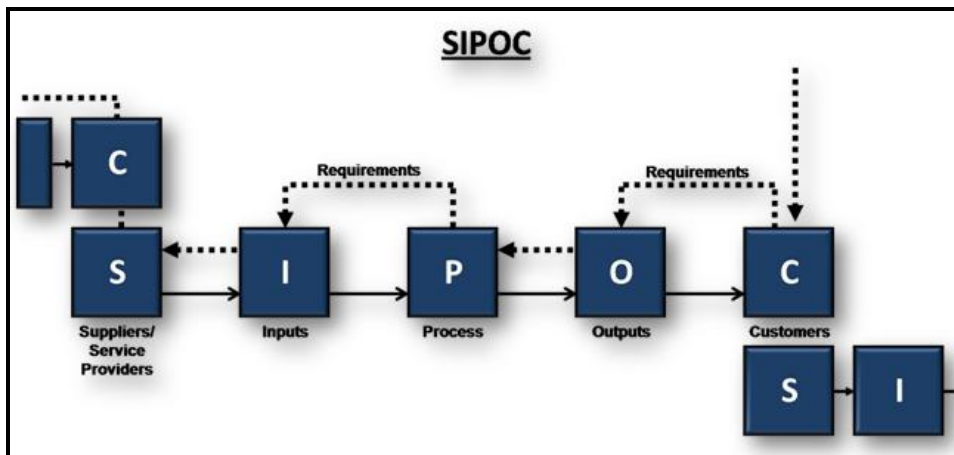 SIPOC
C
Requirements
Requirements
S
I
P
O
C
Suppliers/
Service
Providers
Inputs
Process
Outputs
Customers
S
I